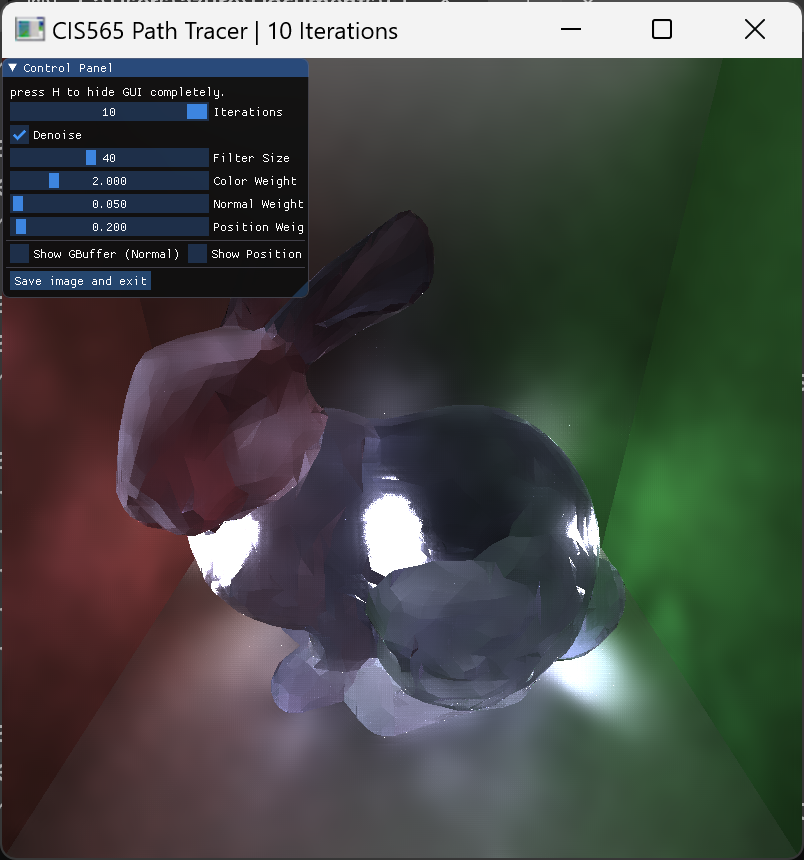 CIS565 Path Tracer | 10 Iterations
Control Panel
press H to hide GUI completely.
10 Iterations
Denoise
40 Filter Size
2.000 Color Weight
0.050 Normal Weight
0.200 Position Weig
Show GBuffer (Normal) Show Position
Save image and exit